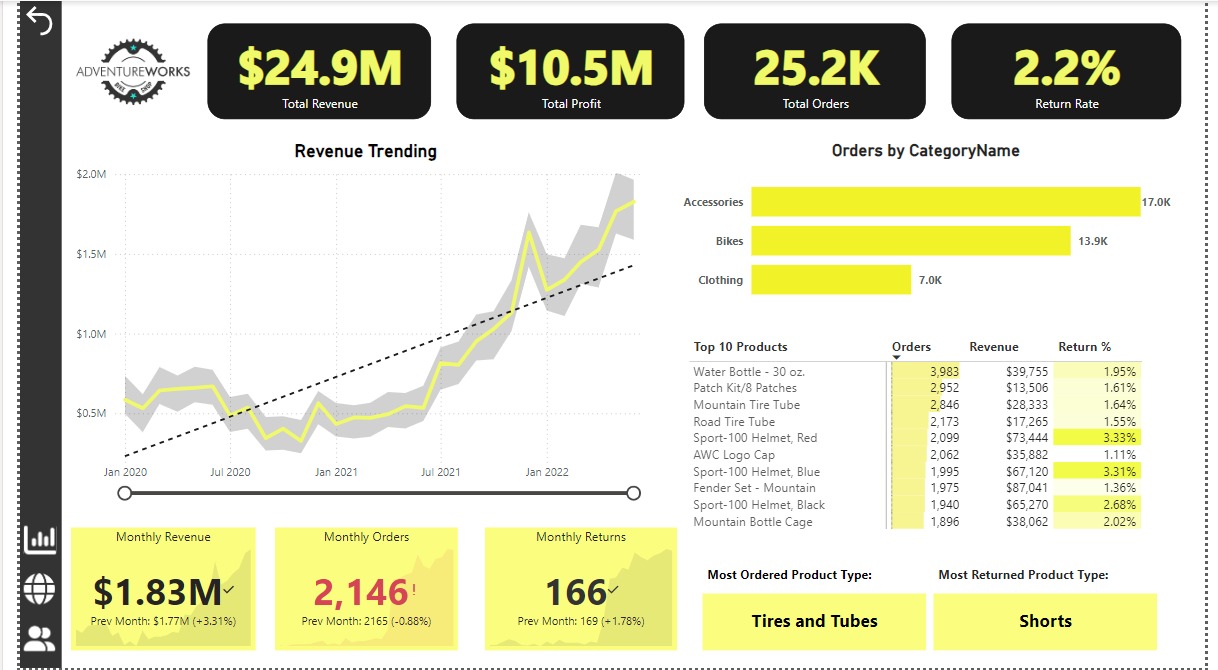 ADVENTUREWORKS
BIKE SHOP
$24.9M
Total Revenue
$10.5M
Total Profit
25.2K
Total Orders
2.2%
Return Rate
Revenue Trending
$2.0M
$1.5M
$1.0M
$0.5M
Jan 2020 Jul 2020 Jan 2021 Jul 2021 Jan 2022
Orders by CategoryName
Accessories 17.0K
Bikes 13.9K
Clothing 7.0K
Top 10 Products Orders Revenue Return %
Water Bottle - 30 oz. 3,983 $39,755 1.95%
Patch Kit/8 Patches 2,952 $13,506 1.61%
Mountain Tire Tube 2,846 $28,333 1.64%
Road Tire Tube 2,173 $17,265 1.55%
Sport-100 Helmet, Red 2,099 $73,444 3.33%
AWC Logo Cap 2,062 $35,882 1.11%
Sport-100 Helmet, Blue 1,995 $67,120 3.31%
Fender Set - Mountain 1,975 $87,041 1.36%
Sport-100 Helmet, Black 1,940 $65,270 2.68%
Mountain Bottle Cage 1,896 $38,062 2.02%
Monthly Revenue
$1.83M✓
Prev Month: $1.77M (+3.31%)
Monthly Orders
2,146!
Prev Month: 2165 (-0.88%)
Monthly Returns
166✓
Prev Month: 169 (+1.78%)
Most Ordered Product Type:
Tires and Tubes
Most Returned Product Type:
Shorts